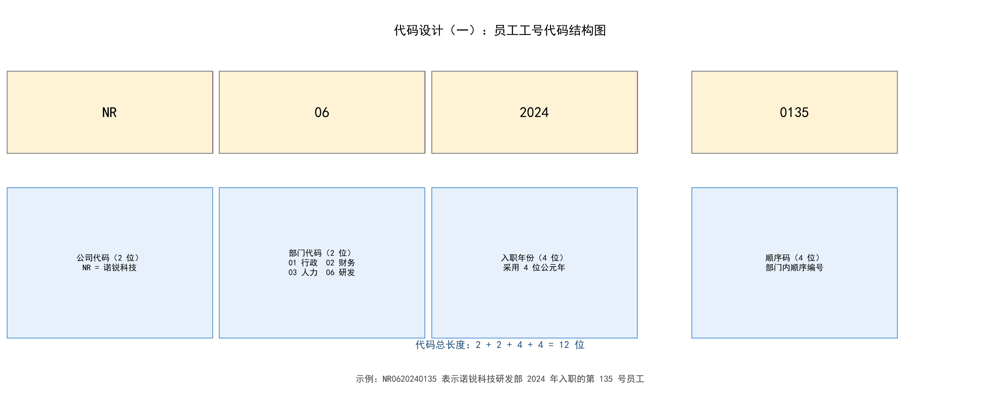 代码设计（一）：员工工号代码结构图
NR
06
2024
0135
公司代码（2 位）
NR = 诺锐科技
部门代码（2 位）
01 行政  02 财务
03 人力  06 研发
入职年份（4 位）
采用 4 位公元年
顺序码（4 位）
部门内顺序编号
代码总长度：2 + 2 + 4 + 4 = 12 位
示例：NR0620240135 表示诺锐科技研发部 2024 年入职的第 135 号员工